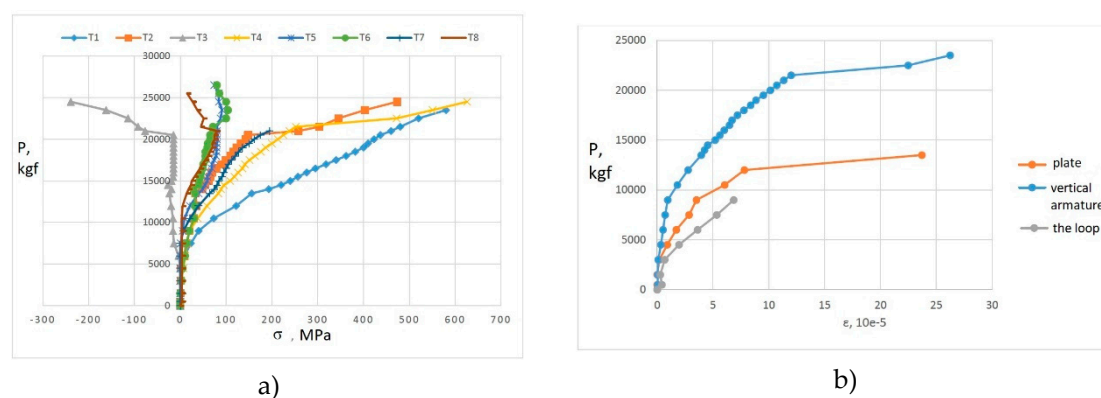 T1 T2 T3 T4 T5 T6 T7 T8
30000
25000
P,
kgf
20000
15000
10000
5000
0
-300 -200 -100 0 100 200 300 400 500 600 700
σ , MPa
a)
b)
25000
20000
P,
kgf
15000
10000
5000
0
0 5 10 15 20 25 30
ε, 10e-5
plate
vertical
armature
the loop